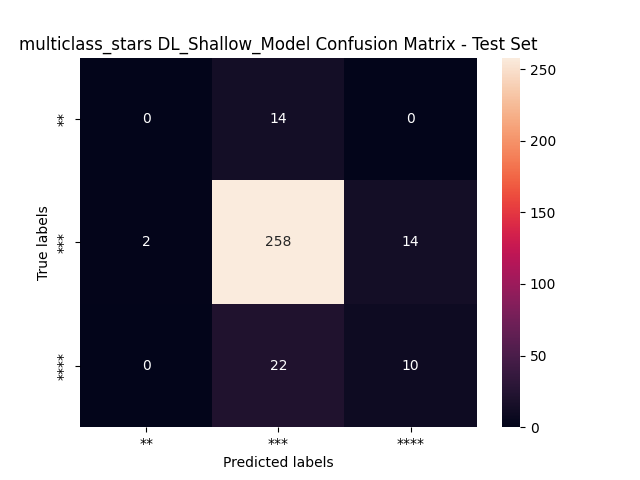 multiclass_stars DL_Shallow_Model Confusion Matrix - Test Set
250
200
150
100
50
0
True labels
**
***
****
0 14 0
2 258 14
0 22 10
** *** ****
Predicted labels